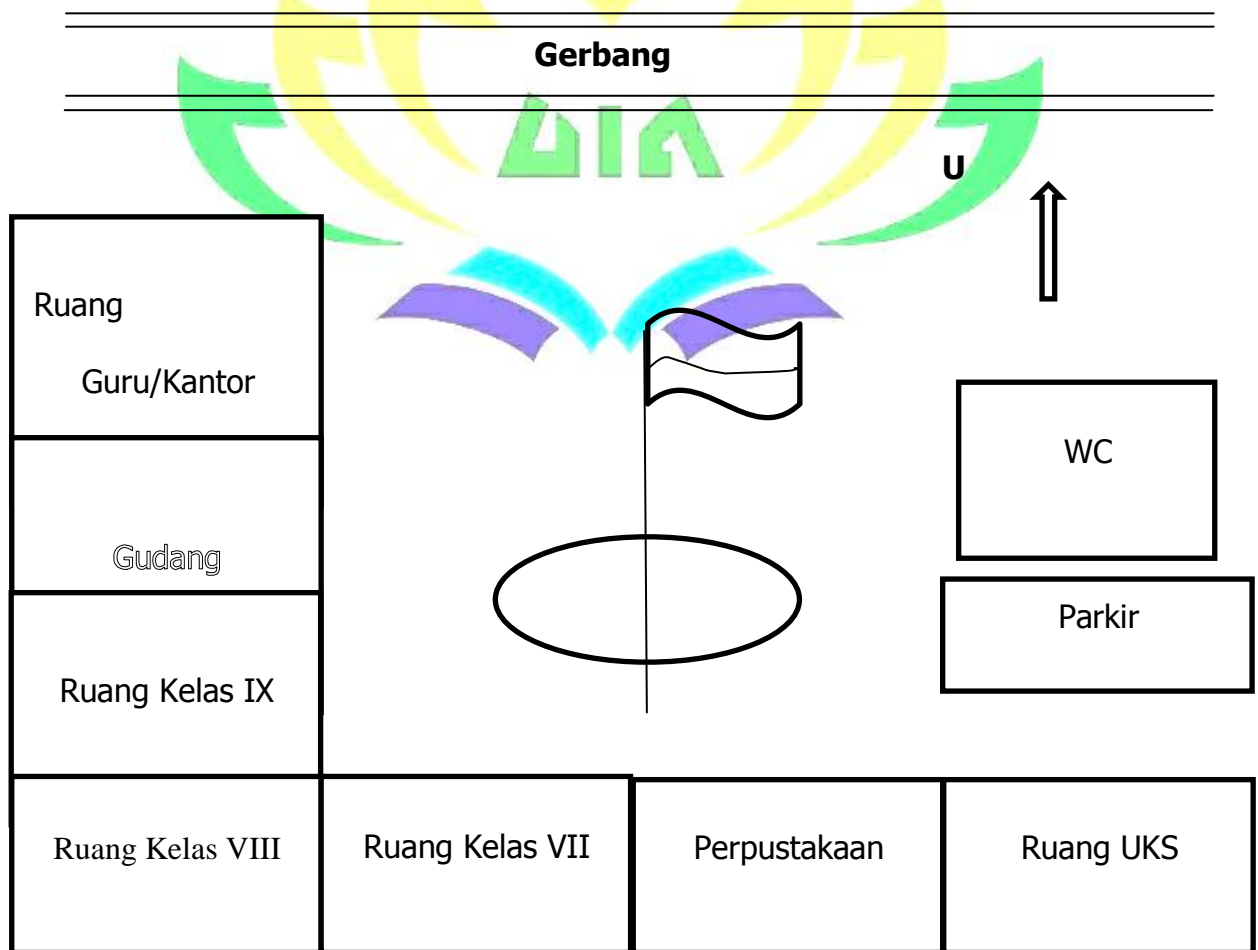 Gerbang
U
Ruang
Guru/Kantor
WC
Gudang
Parkir
Ruang Kelas IX
Ruang Kelas VIII
Ruang Kelas VII
Perpustakaan
Ruang UKS